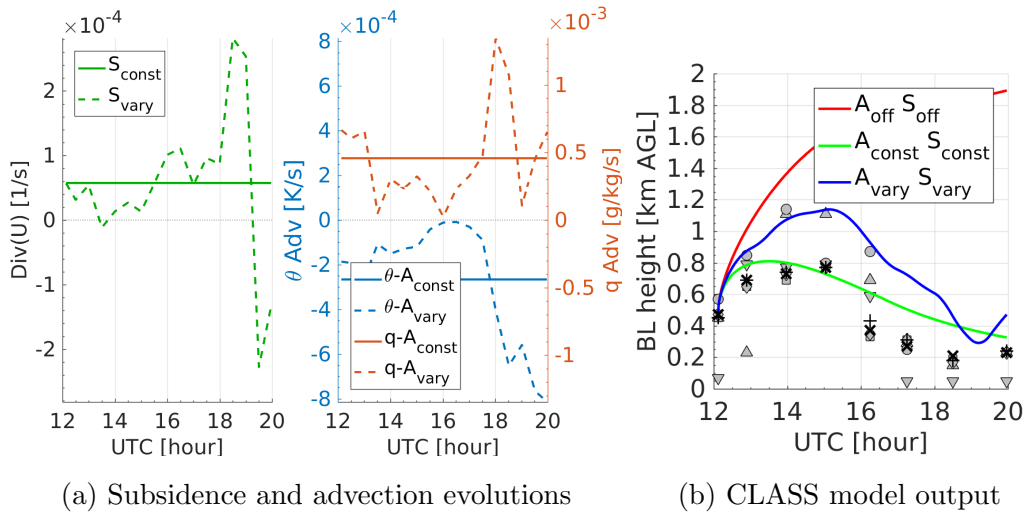 ×10⁻⁴
S_const
S_vary
2
1
0
-1
-2
Div(U) [1/s]
12 14 16 18 20
UTC [hour]
×10⁻⁴
×10⁻³
8
6
4
2
0
-2
-4
-6
-8
θ Adv [K/s]
θ-A_const
θ-A_vary
q-A_const
q-A_vary
1
0.5
0
-0.5
-1
q Adv [g/kg/s]
12 14 16 18 20
UTC [hour]
2
1.8
1.6
1.4
1.2
1
0.8
0.6
0.4
0.2
0
BL height [km AGL]
A_off S_off
A_const S_const
A_vary S_vary
12 14 16 18 20
UTC [hour]
(a) Subsidence and advection evolutions
(b) CLASS model output